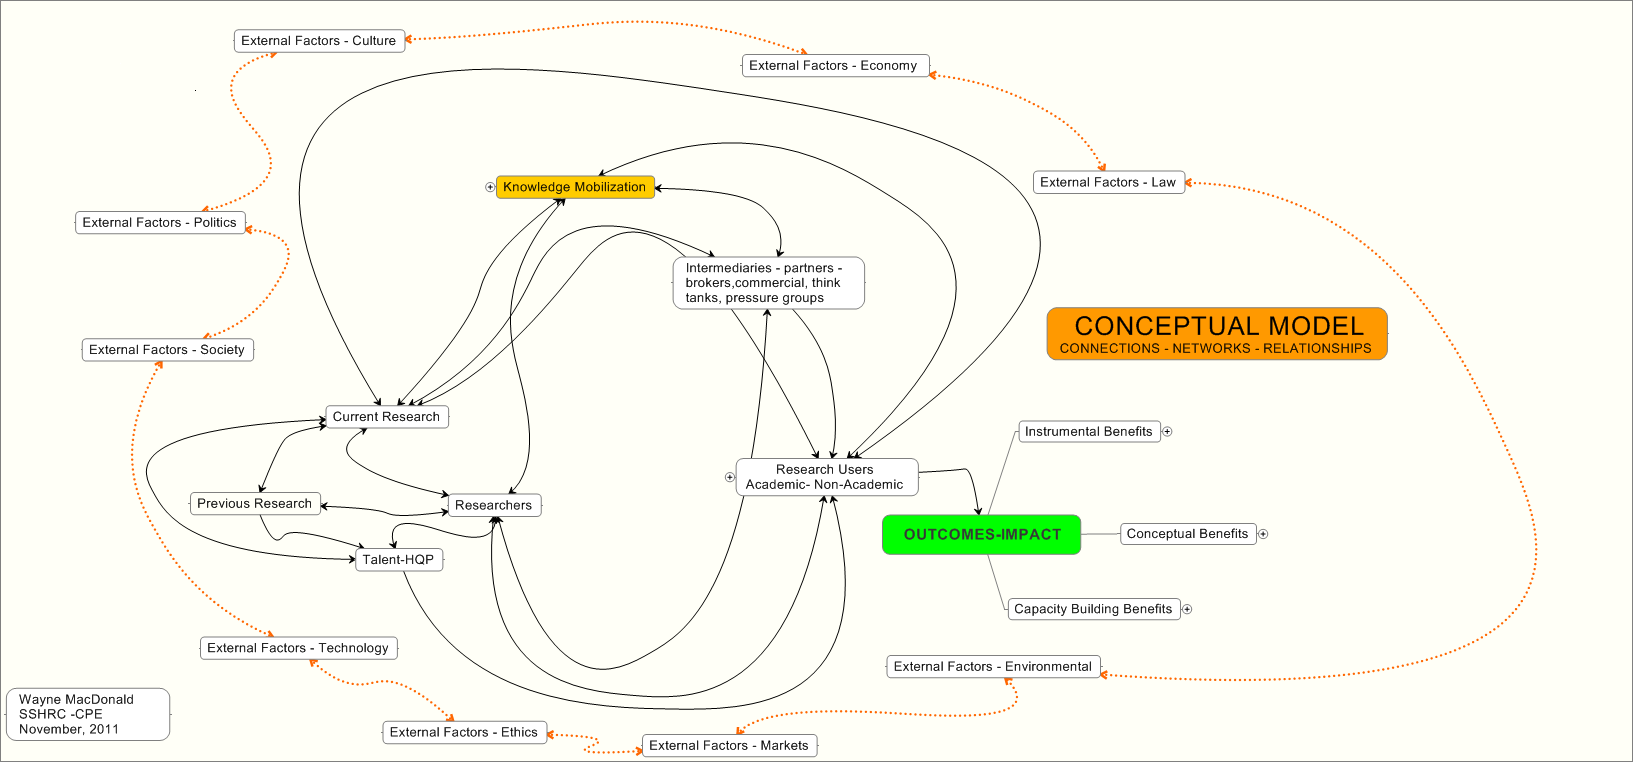 External Factors - Culture
External Factors - Economy
External Factors - Law
Knowledge Mobilization
External Factors - Politics
Intermediaries - partners -
brokers,commercial, think
tanks, pressure groups
CONCEPTUAL MODEL
CONNECTIONS - NETWORKS - RELATIONSHIPS
External Factors - Society
Current Research
Instrumental Benefits
Research Users
Academic- Non-Academic
Previous Research
Researchers
OUTCOMES-IMPACT
Conceptual Benefits
Talent-HQP
Capacity Building Benefits
External Factors - Technology
External Factors - Environmental
Wayne MacDonald
SSHRC -CPE
November, 2011
External Factors - Ethics
External Factors - Markets